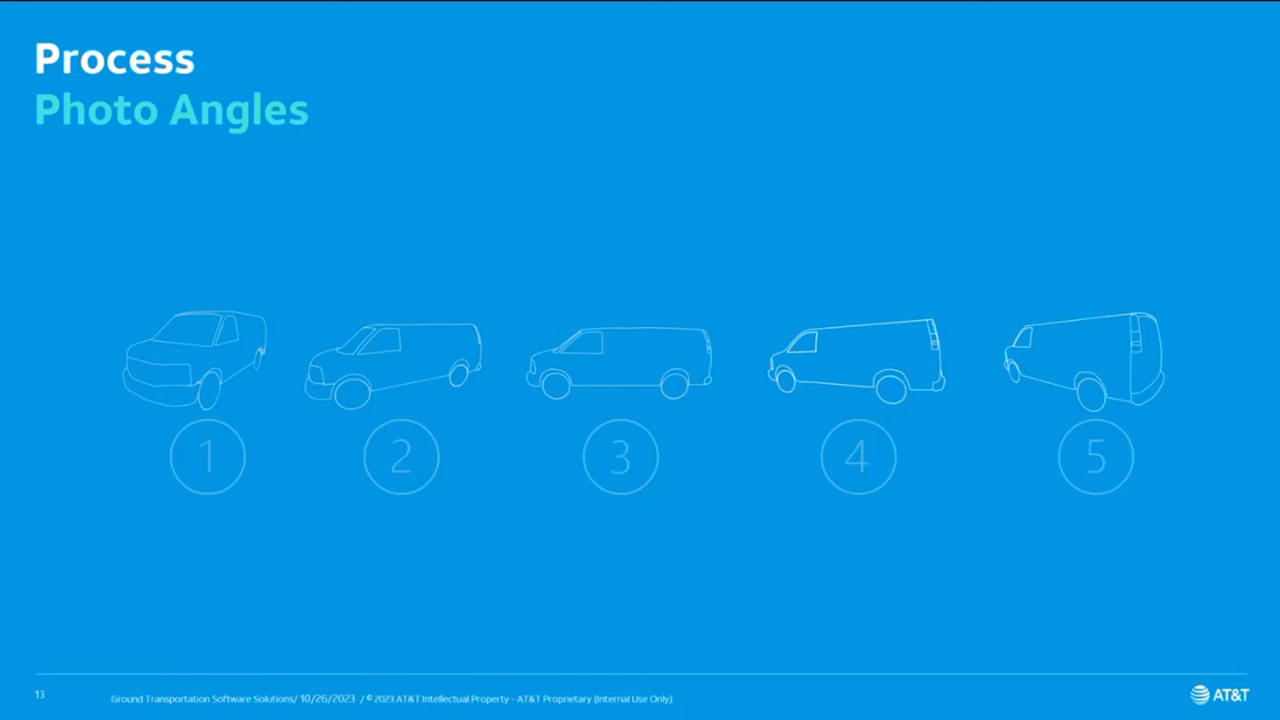 Process
Photo Angles
1 2 3 4 5
13 Ground Transportation Software Solutions/ 10/26/2023 / © 2023 AT&T Intellectual Property - AT&T Proprietary (Internal Use Only) AT&T